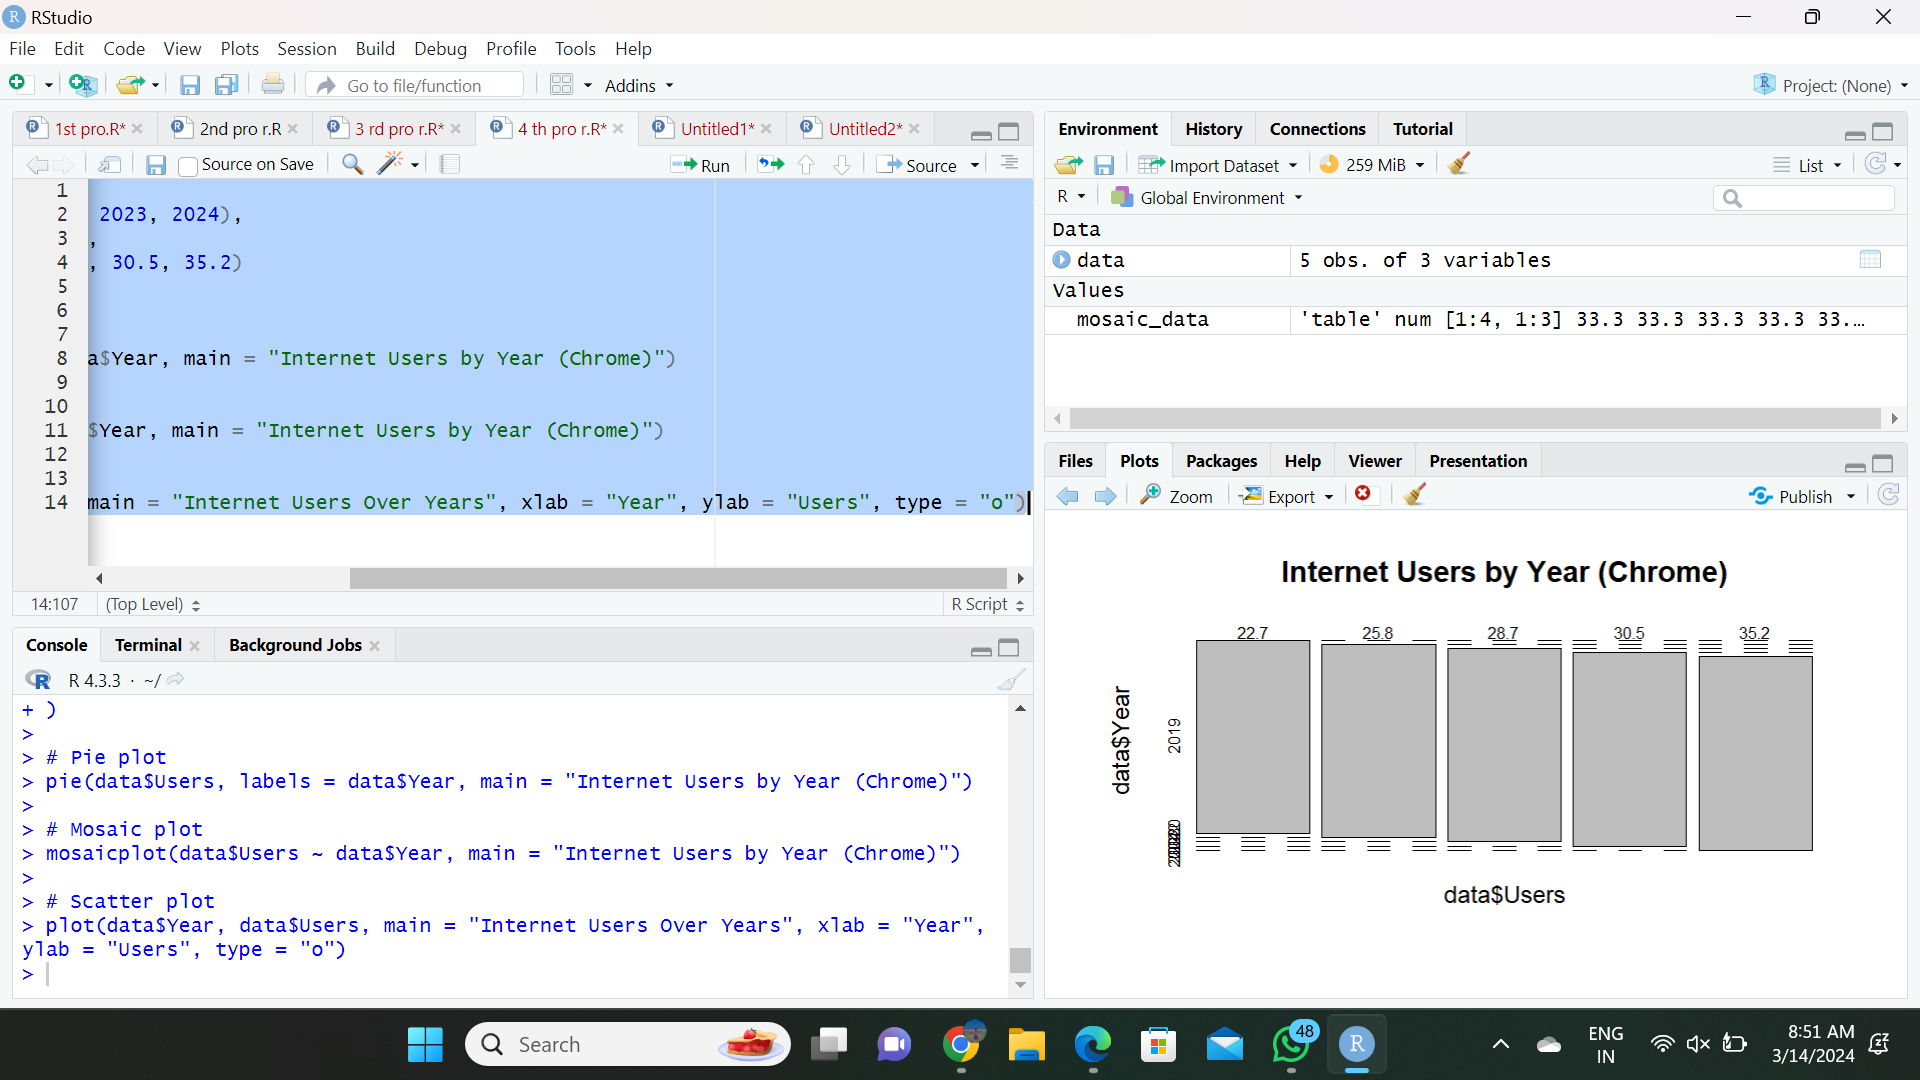 RStudio
File Edit Code View Plots Session Build Debug Profile Tools Help
Go to file/function Addins Project: (None)
1st pro.R* 2nd pro r.R 3 rd pro r.R* 4 th pro r.R* Untitled1* Untitled2*
Source on Save Run Source
1
2 2023, 2024),
3 ,
4 , 30.5, 35.2)
5
6
7
8 a$Year, main = "Internet Users by Year (Chrome)")
9
10
11 $Year, main = "Internet Users by Year (Chrome)")
12
13
14 main = "Internet Users Over Years", xlab = "Year", ylab = "Users", type = "o")
14:107 (Top Level) R Script
Console Terminal Background Jobs
R 4.3.3 · ~/
+ )
>
> # Pie plot
> pie(data$Users, labels = data$Year, main = "Internet Users by Year (Chrome)")
>
> # Mosaic plot
> mosaicplot(data$Users ~ data$Year, main = "Internet Users by Year (Chrome)")
>
> # Scatter plot
> plot(data$Year, data$Users, main = "Internet Users Over Years", xlab = "Year",
ylab = "Users", type = "o")
>
Environment History Connections Tutorial
Import Dataset 259 MiB List
R Global Environment
Data
data 5 obs. of 3 variables
Values
mosaic_data 'table' num [1:4, 1:3] 33.3 33.3 33.3 33.3 33....
Files Plots Packages Help Viewer Presentation
Zoom Export Publish
Internet Users by Year (Chrome)
22.7 25.8 28.7 30.5 35.2
data$Year
2019
data$Users
Search
48
R
ENG
IN
8:51 AM
3/14/2024